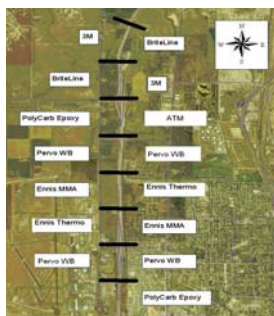 3M
BriteLine
BriteLine
3M
PolyCarb Epoxy
ATM
Pervo WB
Pervo WB
Ennis MMA
Ennis Thermo
Ennis Thermo
Ennis MMA
Pervo WB
Pervo WB
PolyCarb Epoxy
N
W
E
S